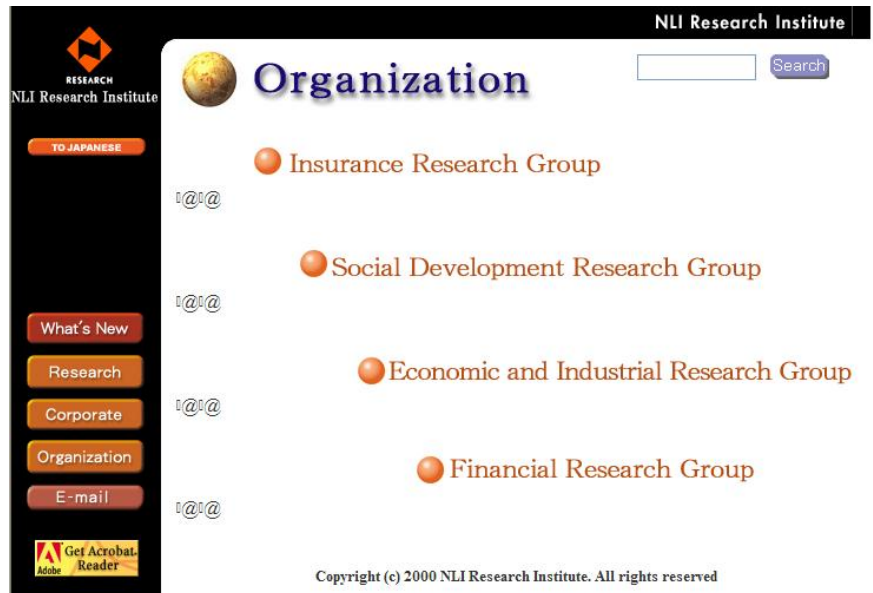 NLI Research Institute
RESEARCH
NLI Research Institute
Organization
Search
TO JAPANESE
Insurance Research Group
@@
Social Development Research Group
@@
What's New
Economic and Industrial Research Group
Research
@@
Corporate
Organization
Financial Research Group
E-mail
@@
Get Acrobat
Reader
Adobe
Copyright (c) 2000 NLI Research Institute. All rights reserved